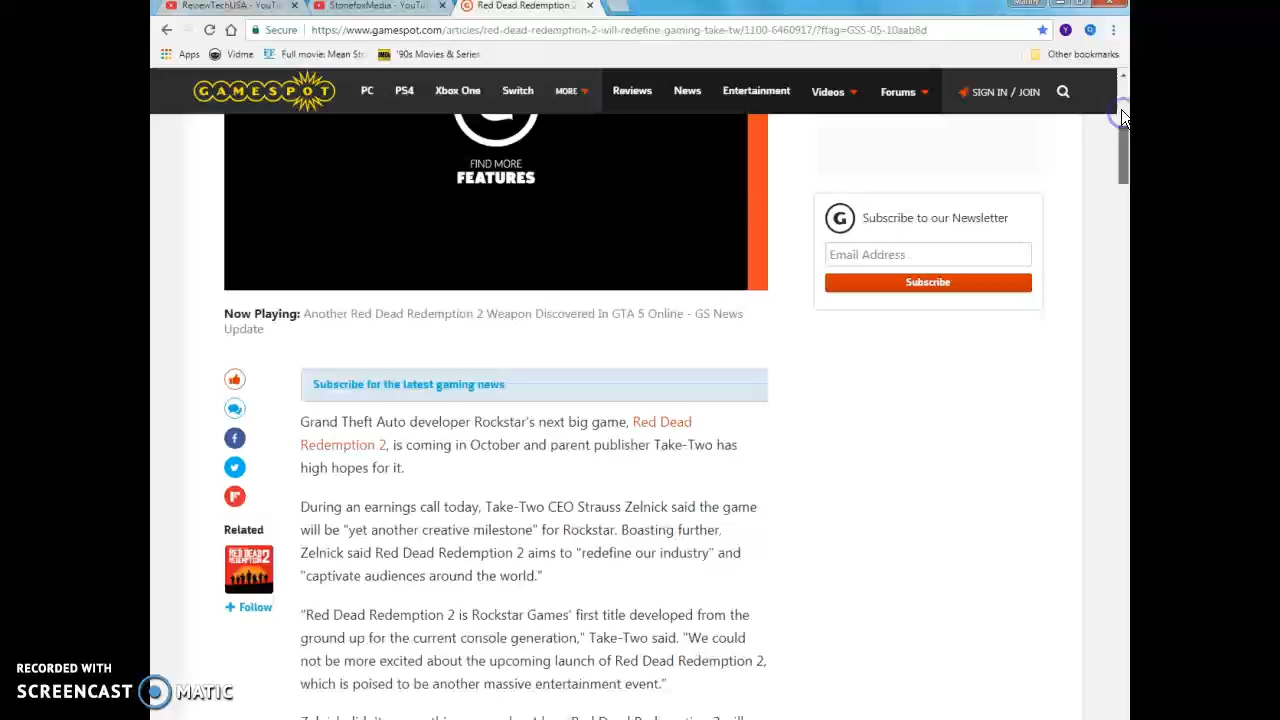 ReviewTechUSA - YouTu
StonefoxMedia - YouTul
Red Dead Redemption 2
Manny
Secure
https://www.gamespot.com/articles/red-dead-redemption-2-will-redefine-gaming-take-tw/1100-6460917/?ftag=GSS-05-10aab8d
Apps
Vidme
Full movie: Mean Str
'90s Movies & Serie
Other bookmarks
GAMESPOT
PC
PS4
Xbox One
Switch
MORE
Reviews
News
Entertainment
Videos
Forums
SIGN IN / JOIN
FIND MORE
FEATURES
Subscribe to our Newsletter
Email Address
Subscribe
Now Playing: Another Red Dead Redemption 2 Weapon Discovered In GTA 5 Online - GS News
Update
Subscribe for the latest gaming news
Grand Theft Auto developer Rockstar's next big game, Red Dead
Redemption 2, is coming in October and parent publisher Take-Two has
high hopes for it.
During an earnings call today, Take-Two CEO Strauss Zelnick said the game
will be "yet another creative milestone" for Rockstar. Boasting further,
Zelnick said Red Dead Redemption 2 aims to "redefine our industry" and
"captivate audiences around the world."
Related
RED DEAD
REDEMPTION 2
+ Follow
"Red Dead Redemption 2 is Rockstar Games' first title developed from the
ground up for the current console generation," Take-Two said. "We could
not be more excited about the upcoming launch of Red Dead Redemption 2,
which is poised to be another massive entertainment event."
RECORDED WITH
SCREENCAST MATIC